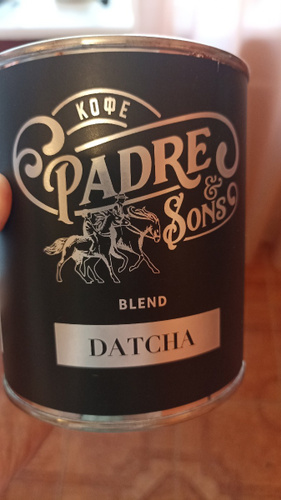 КОФЕ
PADRE
& SONS
BLEND
DATCHA